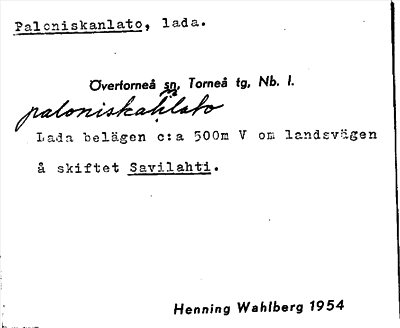 Paloniskanlato, lada.
Övertorneå sn, Torneå tg, Nb. l.
paloniskanlato
Lada belägen c:a 500m V om landsvägen
å skiftet Savilahti.
Henning Wahlberg 1954